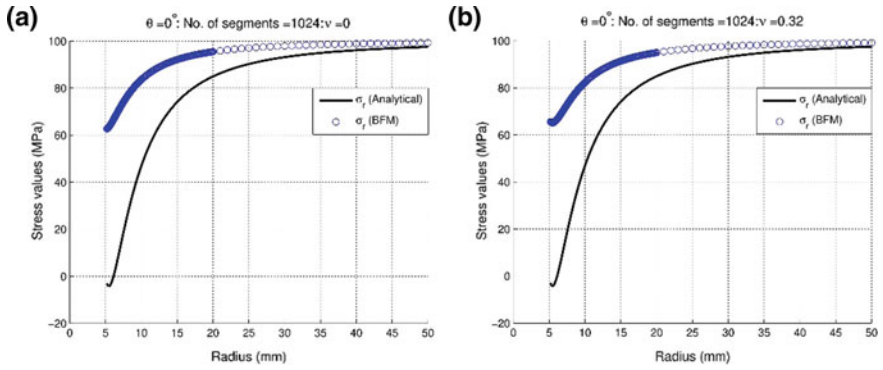 (a)
θ =0°: No. of segments =1024:ν =0
Stress values (MPa)
100
80
60
40
20
0
−20
σr (Analytical)
σr (BFM)
0 5 10 15 20 25 30 35 40 45 50
Radius (mm)
(b)
θ =0°: No. of segments =1024:ν =0.32
Stress values (MPa)
100
80
60
40
20
0
−20
σr (Analytical)
σr (BFM)
0 5 10 15 20 25 30 35 40 45 50
Radius (mm)